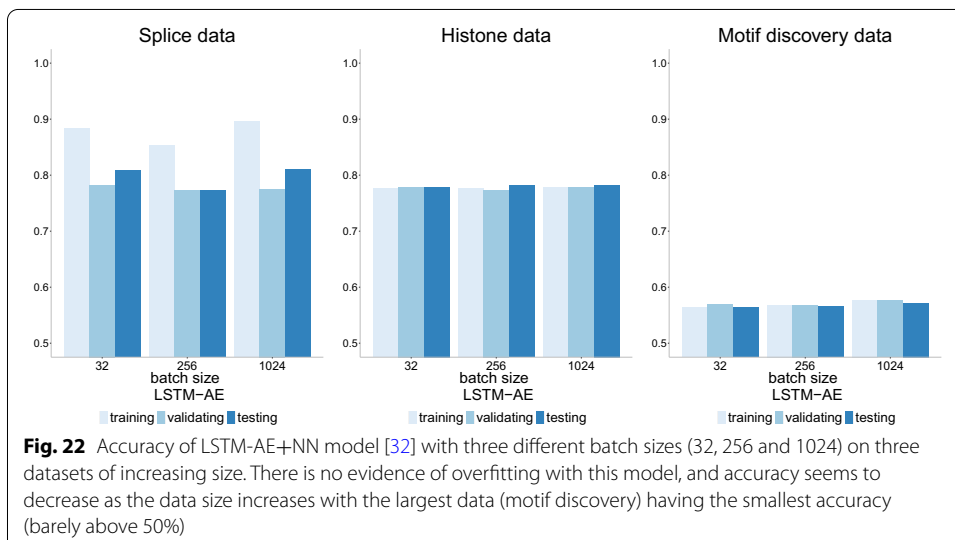 Splice data
Histone data
Motif discovery data
1.0
0.9
0.8
0.7
0.6
0.5
32
256
1024
batch size
LSTM−AE
training validating testing
1.0
0.9
0.8
0.7
0.6
0.5
32
256
1024
batch size
LSTM−AE
training validating testing
1.0
0.9
0.8
0.7
0.6
0.5
32
256
1024
batch size
LSTM−AE
training validating testing
Fig. 22 Accuracy of LSTM-AE+NN model [32] with three different batch sizes (32, 256 and 1024) on three
datasets of increasing size. There is no evidence of overfitting with this model, and accuracy seems to
decrease as the data size increases with the largest data (motif discovery) having the smallest accuracy
(barely above 50%)